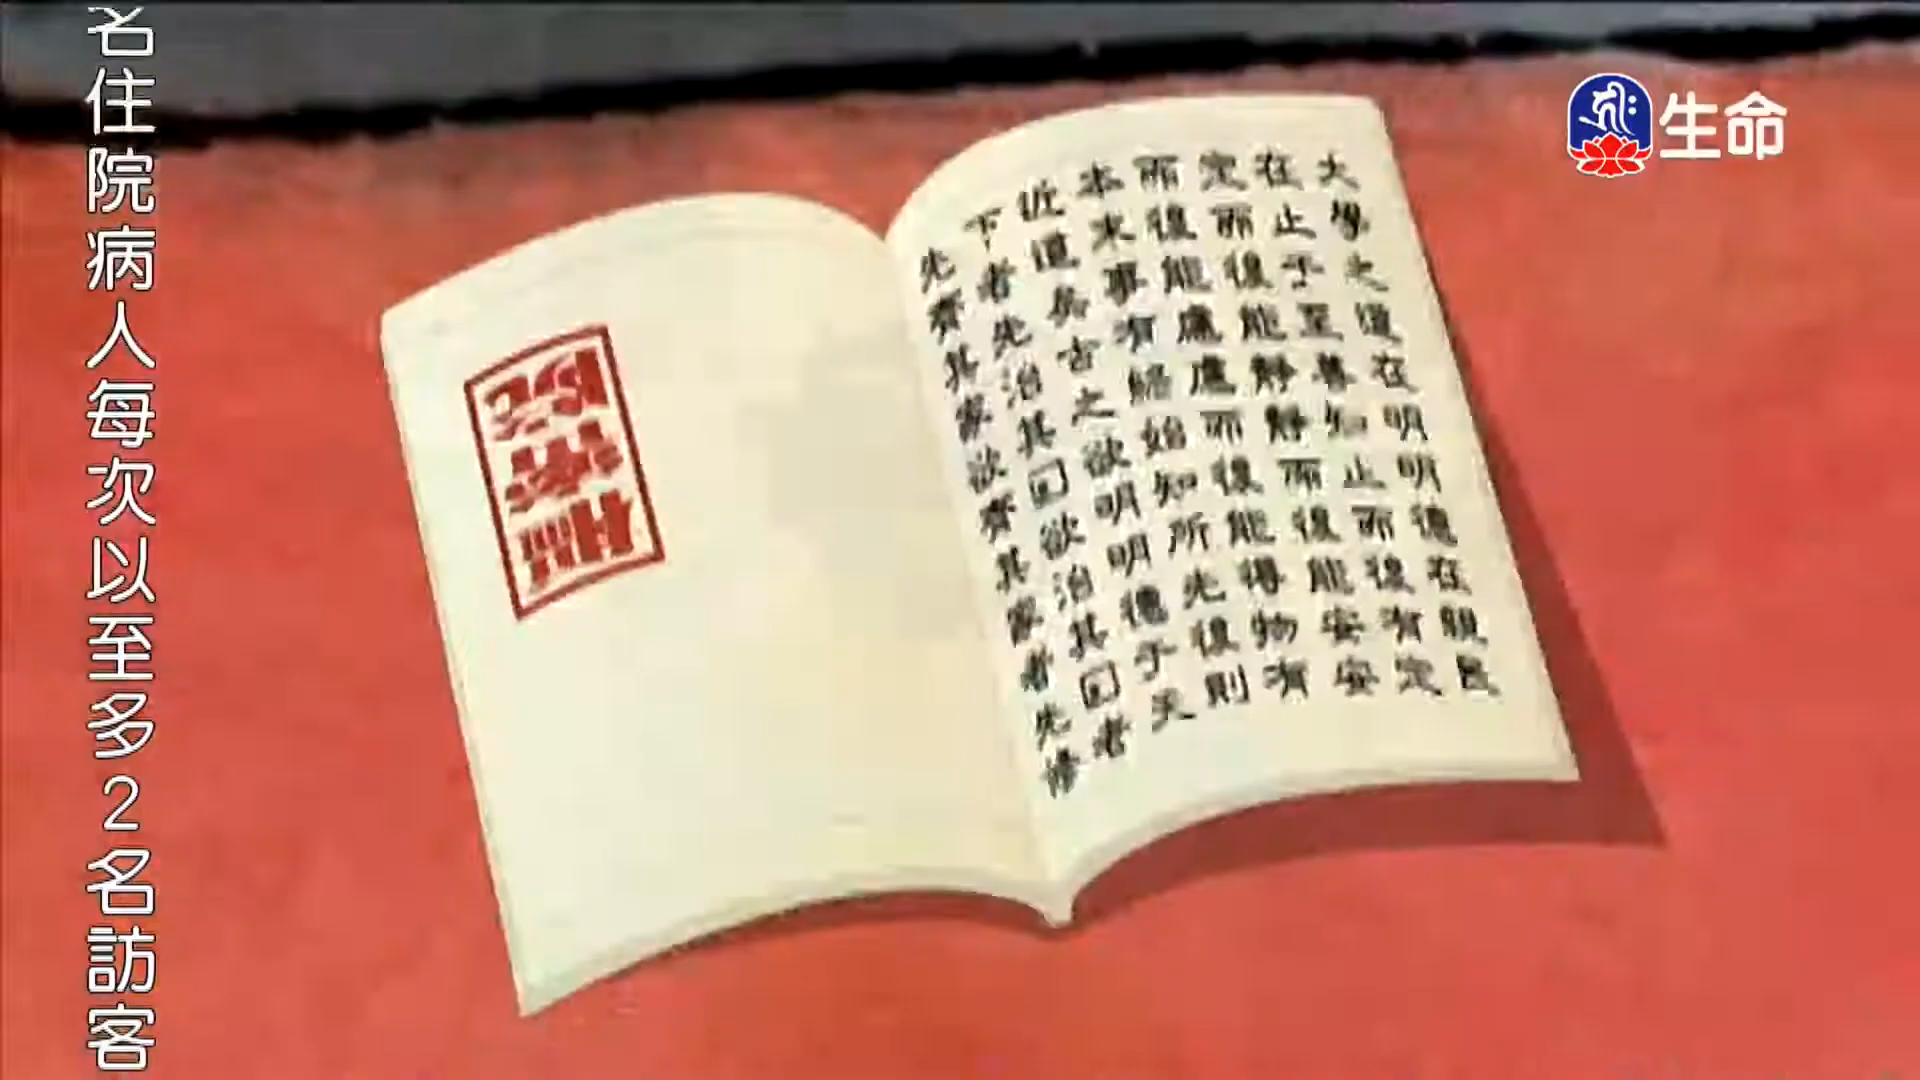 名住院病人每次以至多2名訪客
生命
大學之道在明明德在親民
在止于至善知止而後有定
定而後能靜靜而後能安安
而後能慮慮而後能得物有
本末事有終始知所先後則
近道矣古之欲明明德于天
下者先治其国欲治其国者
先齊其家欲齊其家者先修